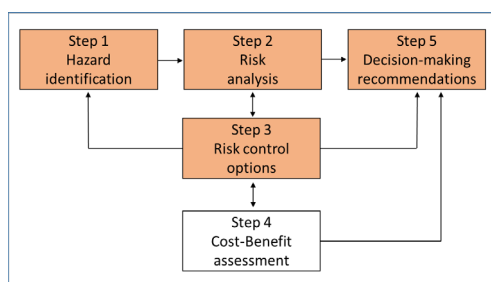 Step 1
Hazard
identification
Step 2
Risk
analysis
Step 5
Decision-making
recommendations
Step 3
Risk control
options
Step 4
Cost-Benefit
assessment